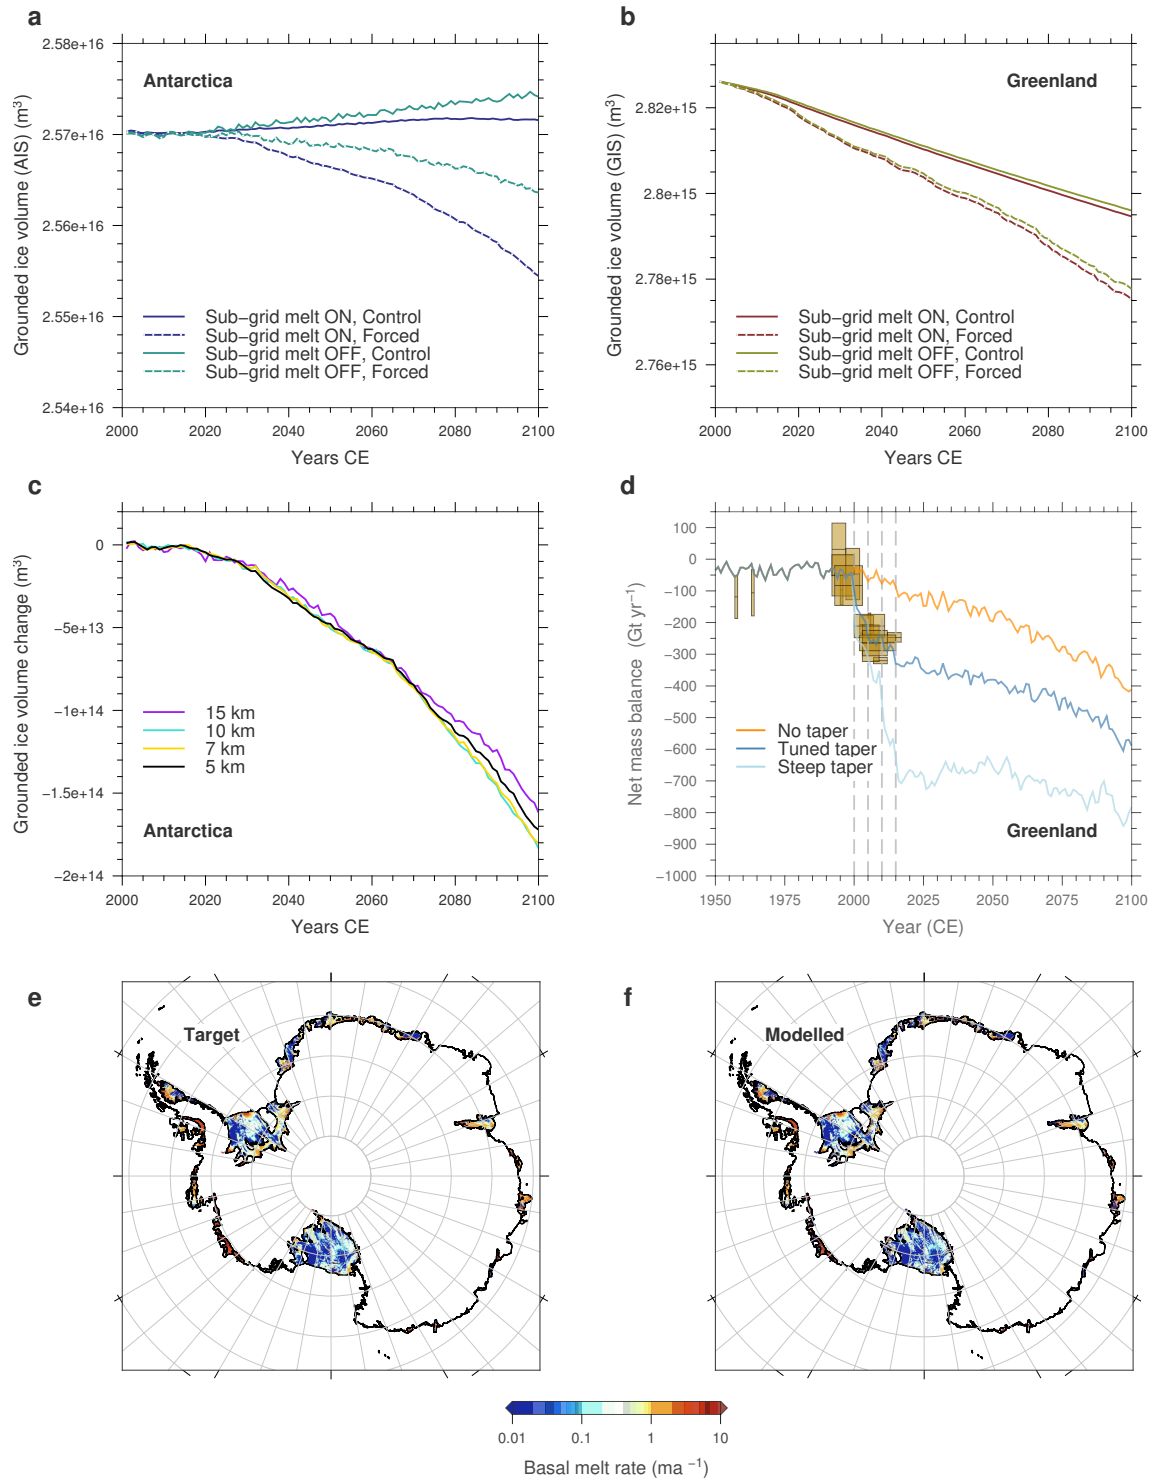 a
2.58e+16
2.57e+16
2.56e+16
2.55e+16
2.54e+16
Grounded ice volume (AIS) (m³)
Antarctica
Sub−grid melt ON, Control
Sub−grid melt ON, Forced
Sub−grid melt OFF, Control
Sub−grid melt OFF, Forced
2000 2020 2040 2060 2080 2100
Years CE
b
2.82e+15
2.8e+15
2.78e+15
2.76e+15
Grounded ice volume (GIS) (m³)
Greenland
Sub−grid melt ON, Control
Sub−grid melt ON, Forced
Sub−grid melt OFF, Control
Sub−grid melt OFF, Forced
2000 2020 2040 2060 2080 2100
Years CE
c
0
−5e+13
−1e+14
−1.5e+14
−2e+14
Grounded ice volume change (m³)
15 km
10 km
7 km
5 km
Antarctica
2000 2020 2040 2060 2080 2100
Years CE
d
100
0
−100
−200
−300
−400
−500
−600
−700
−800
−900
−1000
Net mass balance (Gt yr⁻¹)
No taper
Tuned taper
Steep taper
Greenland
1950 1975 2000 2025 2050 2075 2100
Year (CE)
e
Target
f
Modelled
0.01 0.1 1 10
Basal melt rate (ma ⁻¹)